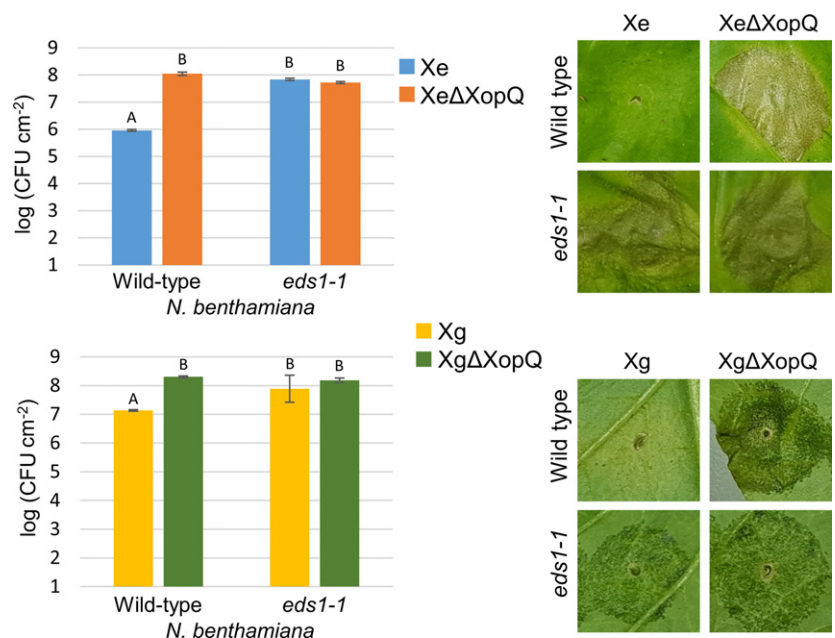 9
8
7
6
5
4
3
2
1
log (CFU cm-2)
A
B
B
B
Wild-type
eds1-1
N. benthamiana
Xe
XeΔXopQ
Xe
XeΔXopQ
Wild type
eds1-1
9
8
7
6
5
4
3
2
1
log (CFU cm-2)
A
B
B
B
Wild-type
eds1-1
N. benthamiana
Xg
XgΔXopQ
Xg
XgΔXopQ
Wild type
eds1-1